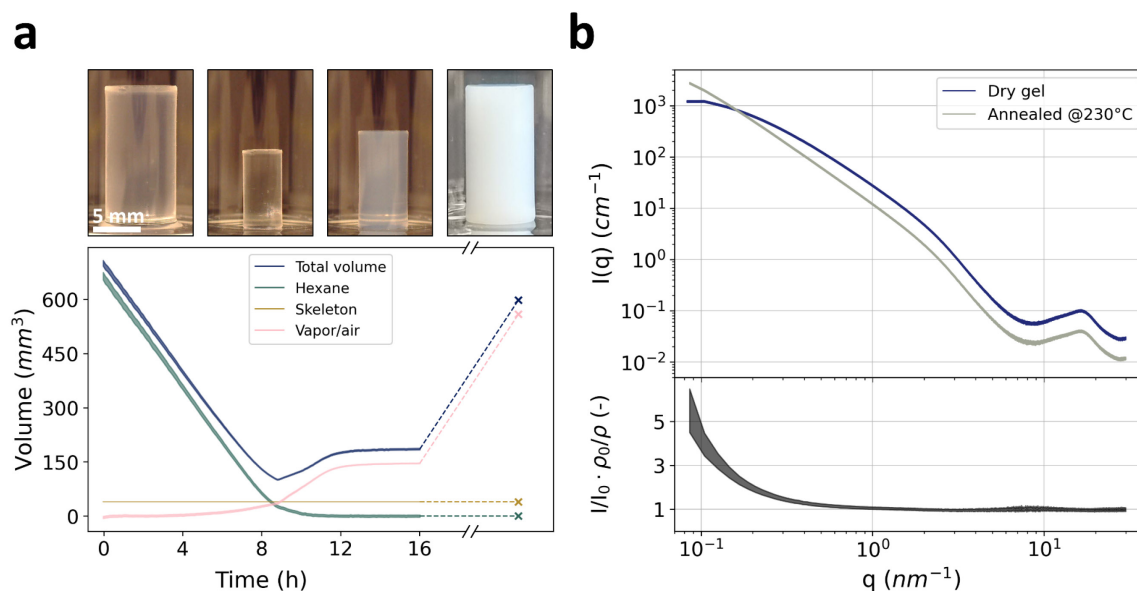 a
5 mm
Total volume
Hexane
Skeleton
Vapor/air
600
450
300
150
0
Volume (mm³)
0 4 8 12 16
Time (h)
b
Dry gel
Annealed @230°C
10³
10²
10¹
10⁰
10⁻¹
10⁻²
I(q) (cm⁻¹)
5
3
1
I/I₀ · ρ₀/ρ (-)
10⁻¹ 10⁰ 10¹
q (nm⁻¹)